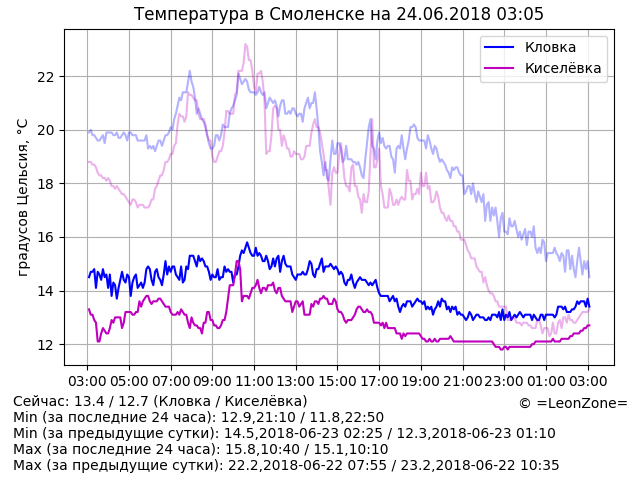 Температура в Смоленске на 24.06.2018 03:05
Кловка
Киселёвка
градусов Цельсия, °C
22
20
18
16
14
12
03:00 05:00 07:00 09:00 11:00 13:00 15:00 17:00 19:00 21:00 23:00 01:00 03:00
Сейчас: 13.4 / 12.7 (Кловка / Киселёвка)
© =LeonZone=
Min (за последние 24 часа): 12.9,21:10 / 11.8,22:50
Min (за предыдущие сутки): 14.5,2018-06-23 02:25 / 12.3,2018-06-23 01:10
Max (за последние 24 часа): 15.8,10:40 / 15.1,10:10
Max (за предыдущие сутки): 22.2,2018-06-22 07:55 / 23.2,2018-06-22 10:35